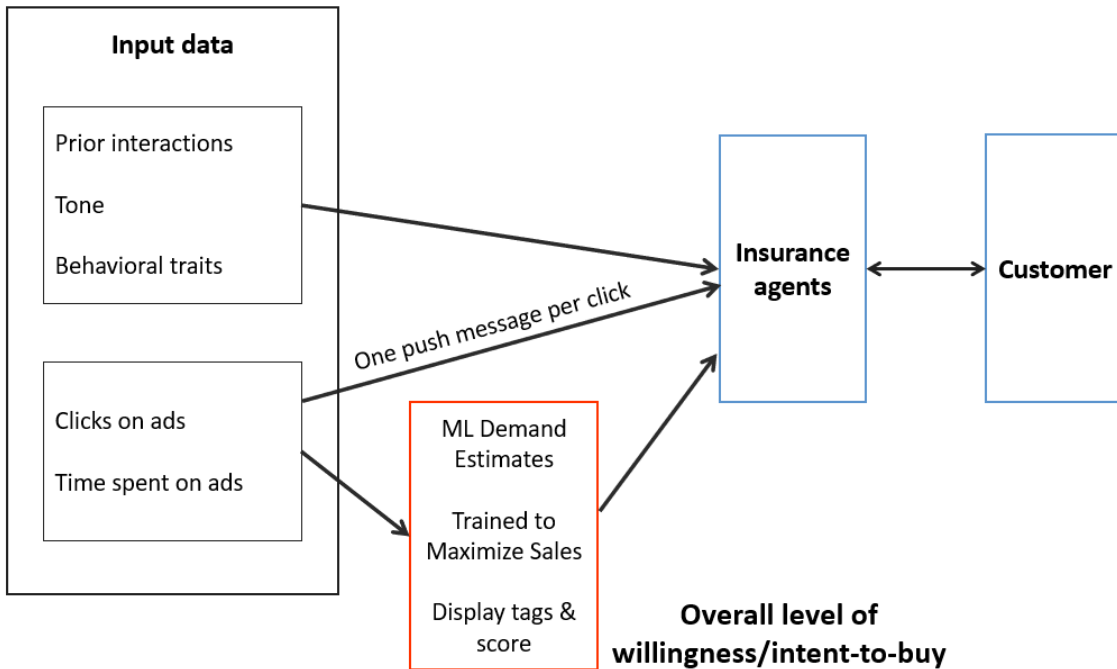 Input data
Prior interactions
Tone
Behavioral traits
Clicks on ads
Time spent on ads
One push message per click
ML Demand
Estimates
Trained to
Maximize Sales
Display tags &
score
Insurance
agents
Customer
Overall level of
willingness/intent-to-buy